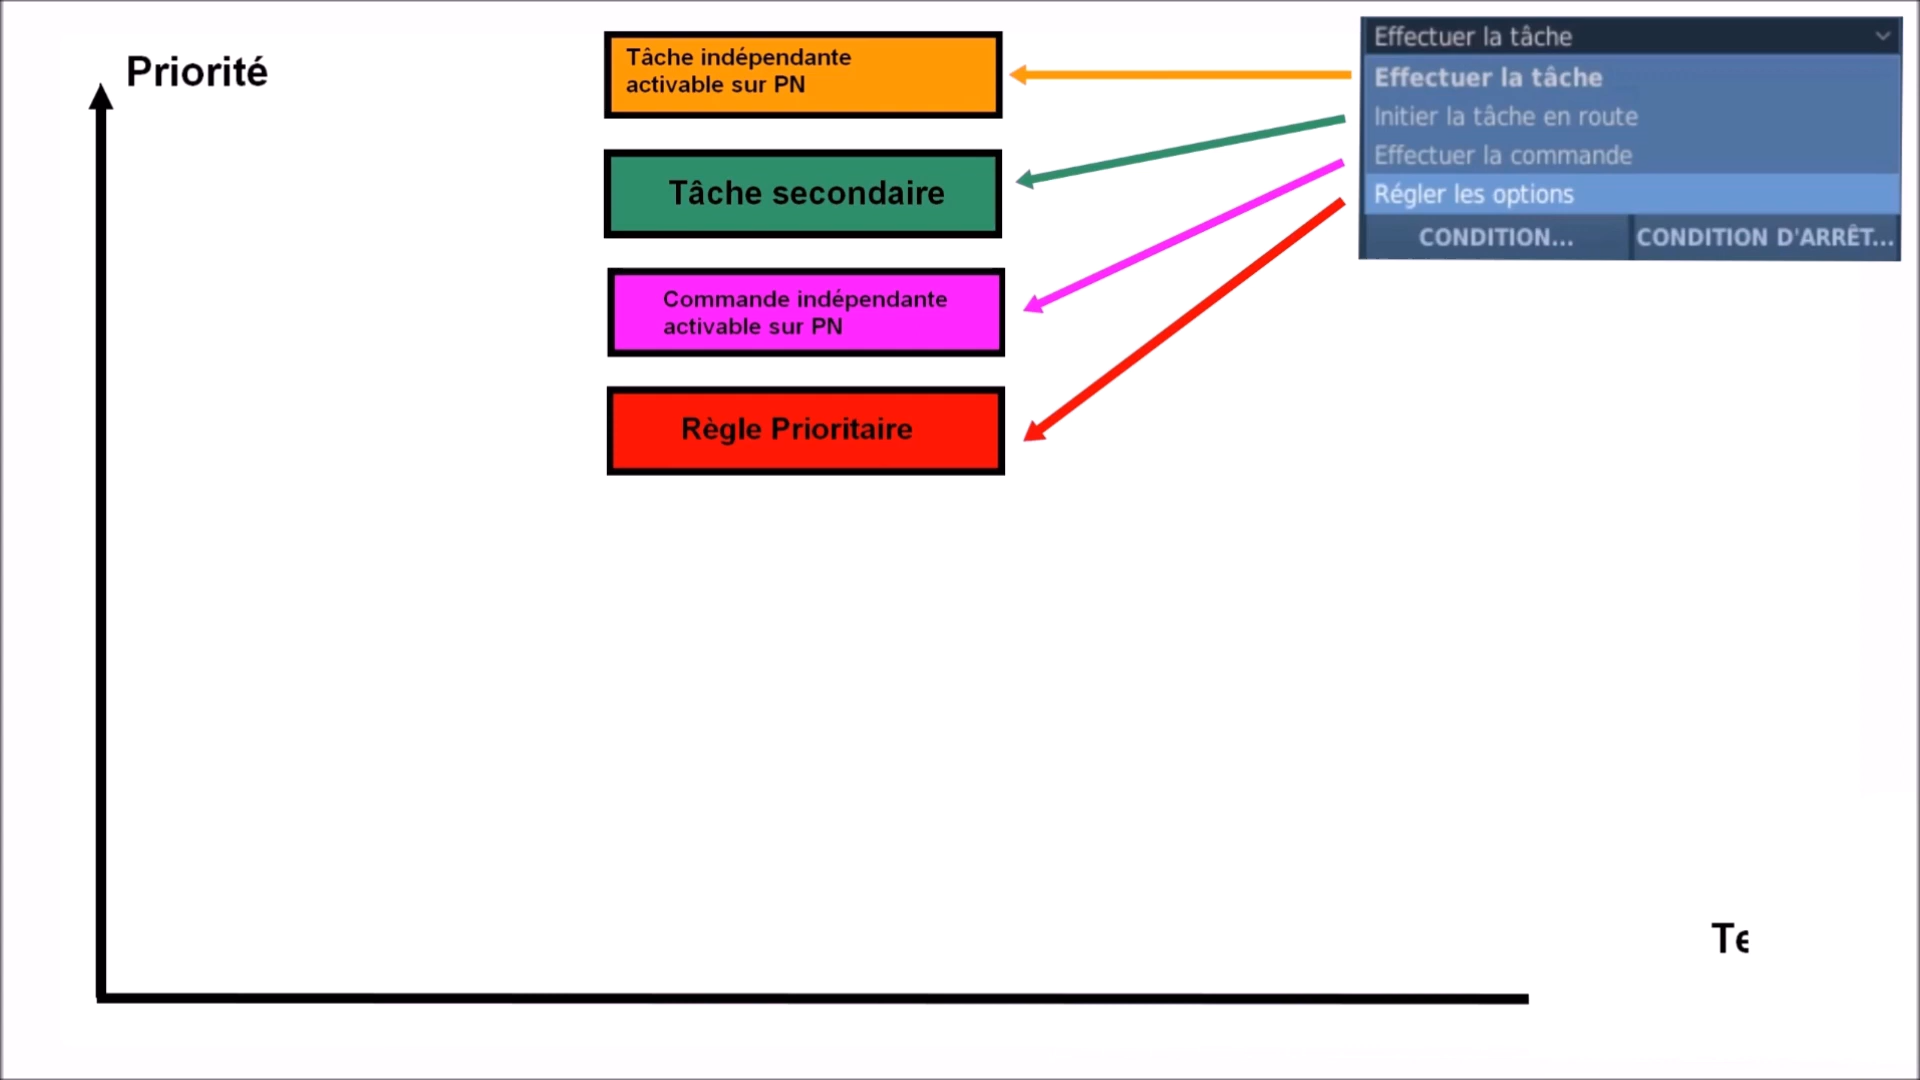 Priorité
Tâche indépendante
activable sur PN
Tâche secondaire
Commande indépendante
activable sur PN
Règle Prioritaire
Effectuer la tâche
Effectuer la tâche
Initier la tâche en route
Effectuer la commande
Régler les options
CONDITION...
CONDITION D'ARRÊT...